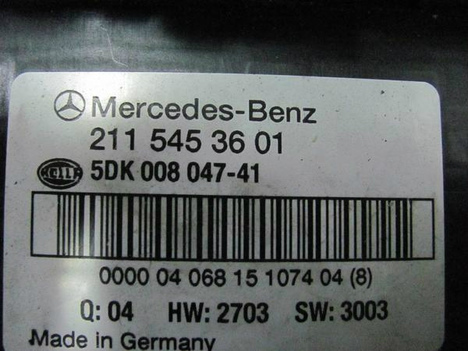 Mercedes-Benz
211 545 36 01
HELLA 5DK 008 047-41
0000 04 068 15 1074 04 (8)
Q: 04 HW: 2703 SW: 3003
Made in Germany